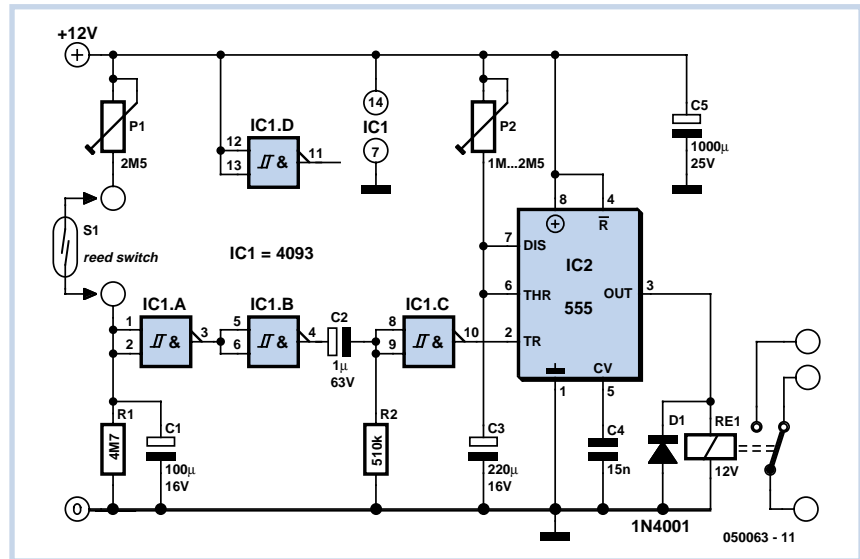 +12V
P1
2M5
S1
reed switch
IC1.D
12
13
&
11
14
IC1
7
IC1 = 4093
P2
1M...2M5
C5
1000µ
25V
8
4
R
7
DIS
6
THR
2
TR
IC2
555
OUT
3
CV
1
5
IC1.A
1
2
&
3
IC1.B
5
6
&
4
C2
1µ
63V
IC1.C
8
9
&
10
R1
4M7
C1
100µ
16V
R2
510k
C3
220µ
16V
C4
15n
D1
1N4001
RE1
12V
0
050063 - 11